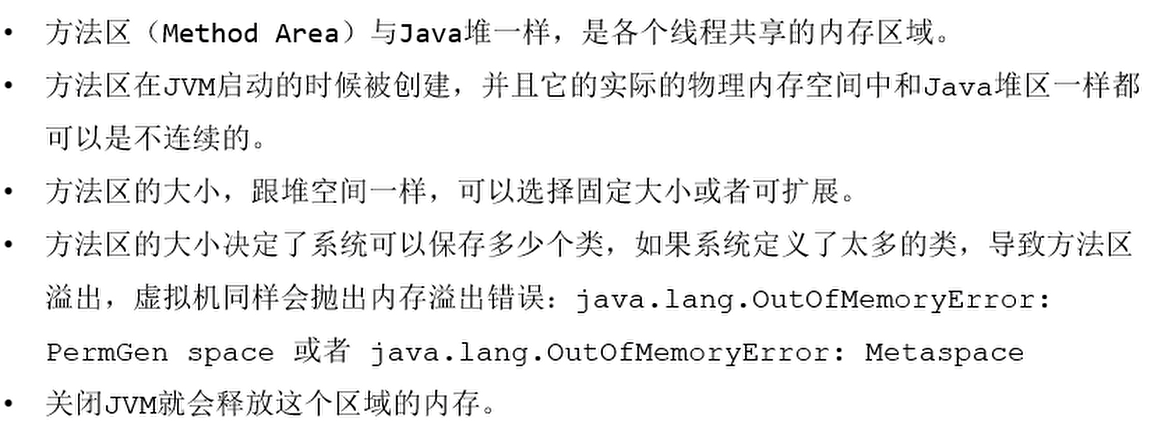 • 方法区（Method Area）与Java堆一样，是各个线程共享的内存区域。
• 方法区在JVM启动的时候被创建，并且它的实际的物理内存空间中和Java堆区一样都
可以是不连续的。
• 方法区的大小，跟堆空间一样，可以选择固定大小或者可扩展。
• 方法区的大小决定了系统可以保存多少个类，如果系统定义了太多的类，导致方法区
溢出，虚拟机同样会抛出内存溢出错误：java.lang.OutOfMemoryError:
PermGen space 或者 java.lang.OutOfMemoryError: Metaspace
• 关闭JVM就会释放这个区域的内存。